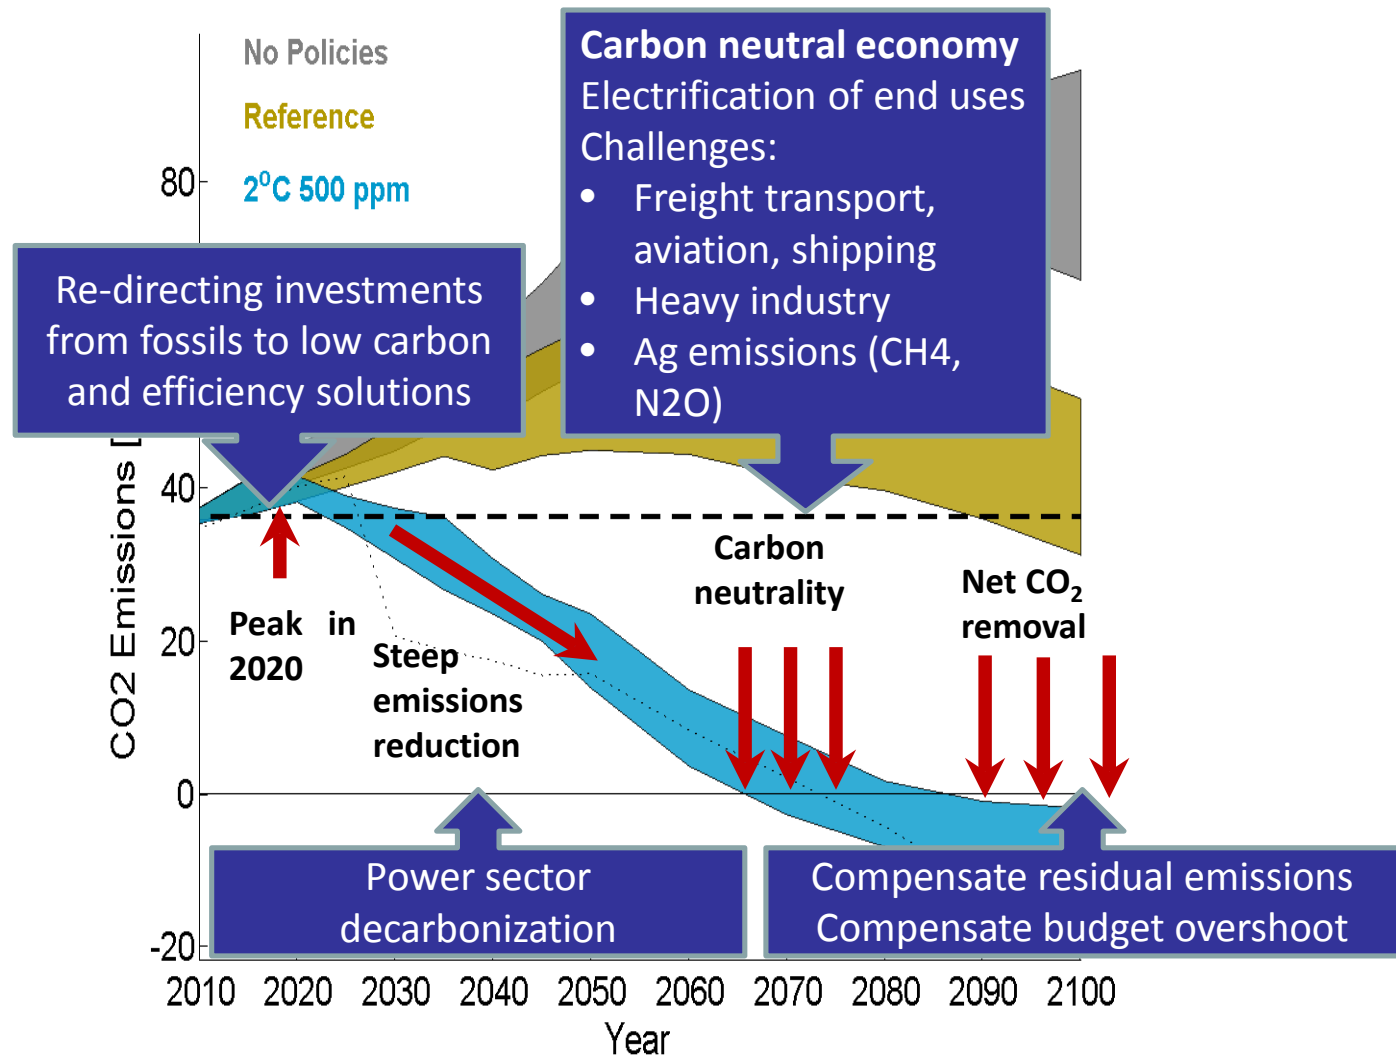 No Policies
Reference
2⁰C 500 ppm
Carbon neutral economy
Electrification of end uses
Challenges:
• Freight transport,
aviation, shipping
• Heavy industry
• Ag emissions (CH4,
N2O)
Re-directing investments
from fossils to low carbon
and efficiency solutions
CO2 Emissions [
80
40
20
0
-20
Peak in
2020
Steep
emissions
reduction
Carbon
neutrality
Net CO₂
removal
Power sector
decarbonization
Compensate residual emissions
Compensate budget overshoot
2010 2020 2030 2040 2050 2060 2070 2080 2090 2100
Year